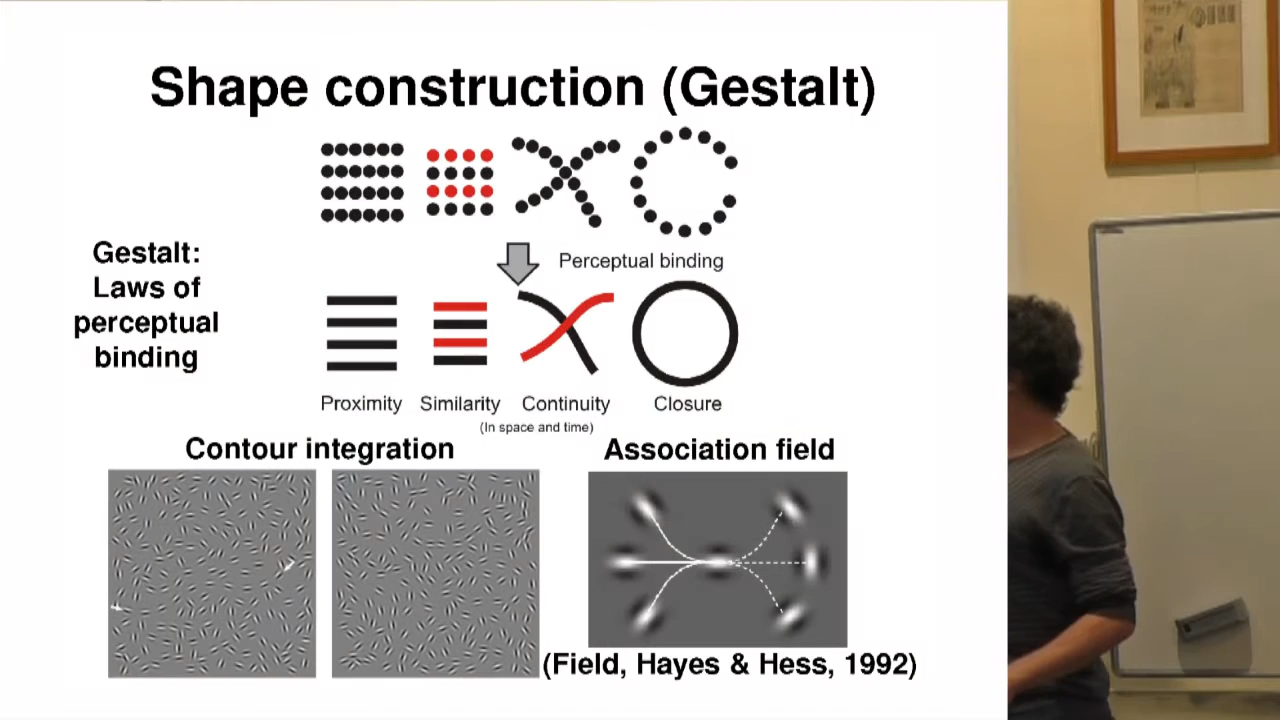 Shape construction (Gestalt)
Gestalt:
Laws of
perceptual
binding
Perceptual binding
Proximity Similarity Continuity Closure
(In space and time)
Contour integration
Association field
(Field, Hayes & Hess, 1992)